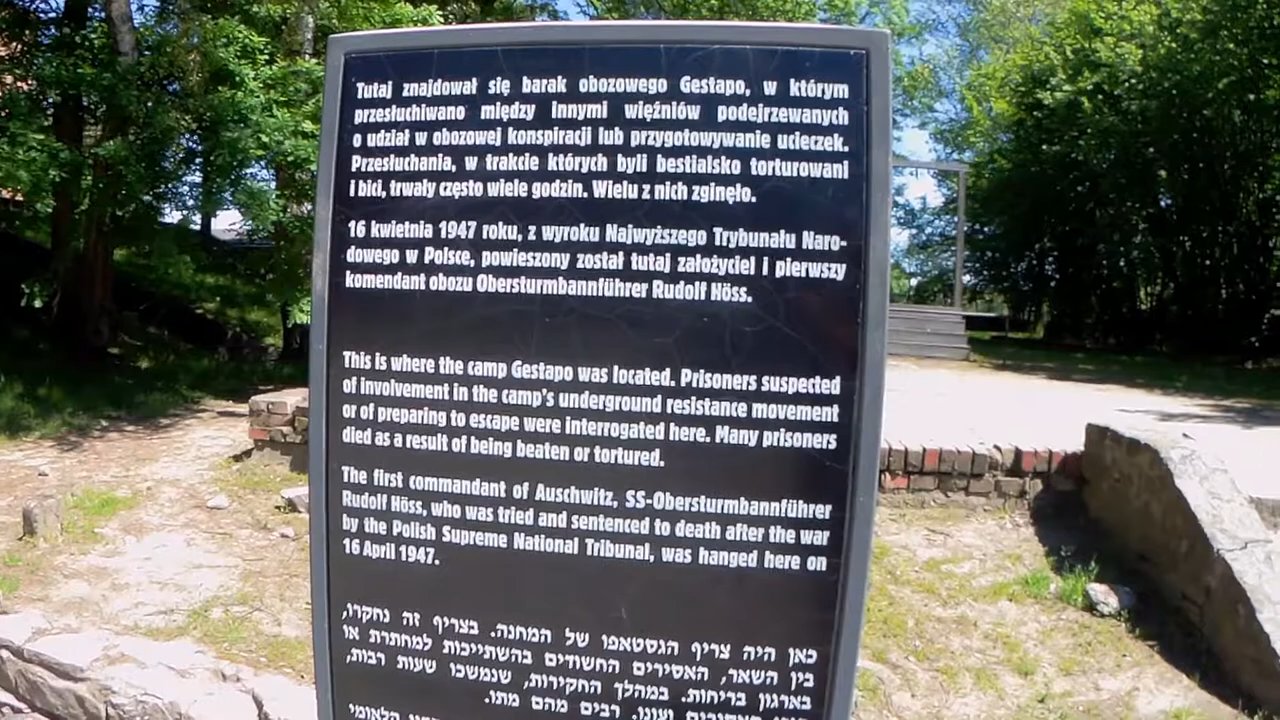 Tutaj znajdował się barak obozowego Gestapo, w którym
przesłuchiwano między innymi więźniów podejrzewanych
o udział w obozowej konspiracji lub przygotowywanie ucieczek.
Przesłuchania, w trakcie których byli bestialsko torturowani
i bici, trwały często wiele godzin. Wielu z nich zginęło.
16 kwietnia 1947 roku, z wyroku Najwyższego Trybunału Naro-
dowego w Polsce, powieszony został tutaj założyciel i pierwszy
komendant obozu Obersturmbannführer Rudolf Höss.
This is where the camp Gestapo was located. Prisoners suspected
of involvement in the camp's underground resistance movement
or of preparing to escape were interrogated here. Many prisoners
died as a result of being beaten or tortured.
The first commandant of Auschwitz, SS-Obersturmbannführer
Rudolf Höss, who was tried and sentenced to death after the war
by the Polish Supreme National Tribunal, was hanged here on
16 April 1947.
כאן היה צריף הגסטאפו של המחנה. בצריף זה נחקרו,
בין השאר, האסירים החשודים בהשתייכות למחתרת או
בארגון בריחות. במהלך החקירות, שנמשכו שעות רבות,
ועונו. רבים מהם מתו.
הלאומי